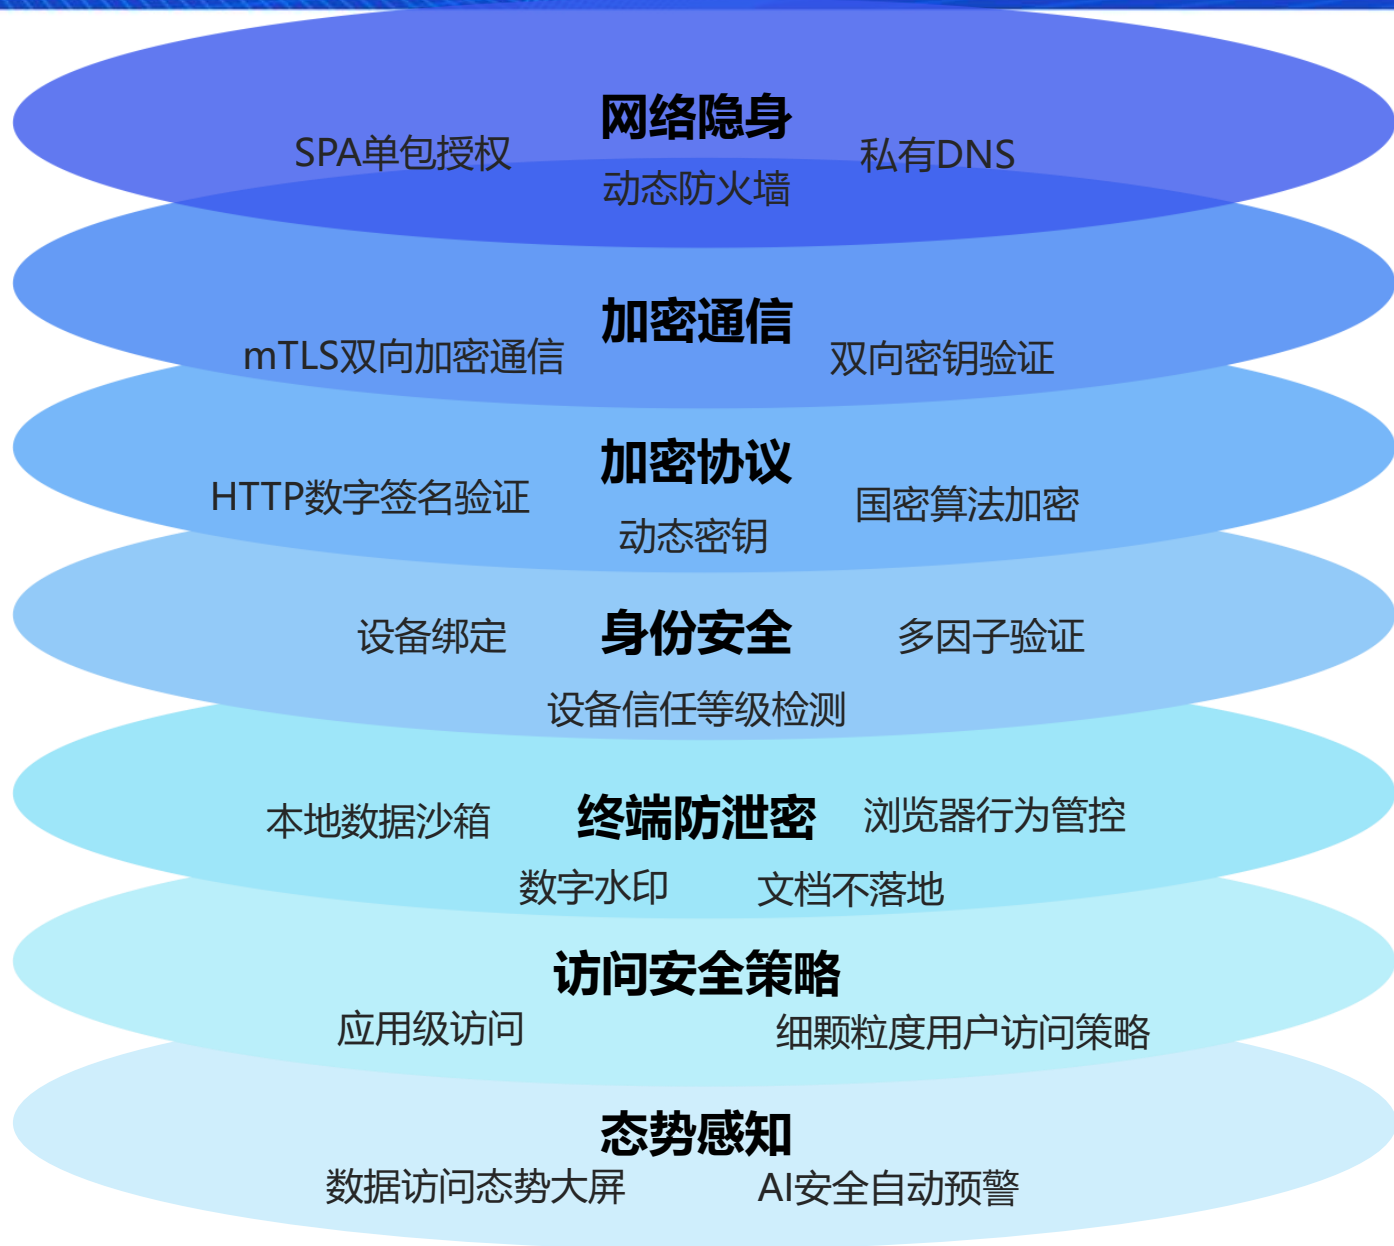 网络隐身
SPA单包授权
私有DNS
动态防火墙
加密通信
mTLS双向加密通信
双向密钥验证
加密协议
HTTP数字签名验证
国密算法加密
动态密钥
设备绑定
身份安全
多因子验证
设备信任等级检测
本地数据沙箱
终端防泄密
浏览器行为管控
数字水印
文档不落地
访问安全策略
应用级访问
细颗粒度用户访问策略
态势感知
数据访问态势大屏
AI安全自动预警